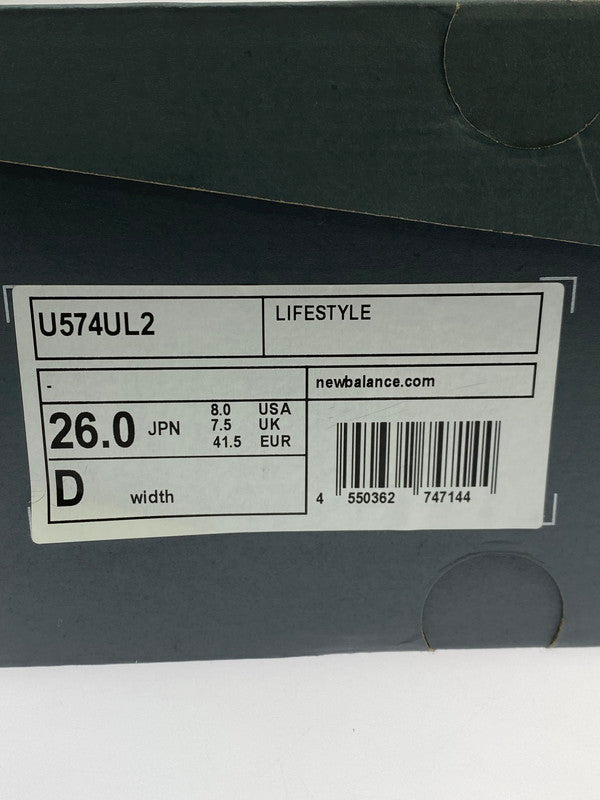 U574UL2
LIFESTYLE
-
newbalance.com
26.0 JPN
8.0 USA
7.5 UK
41.5 EUR
D width
4 550362 747144